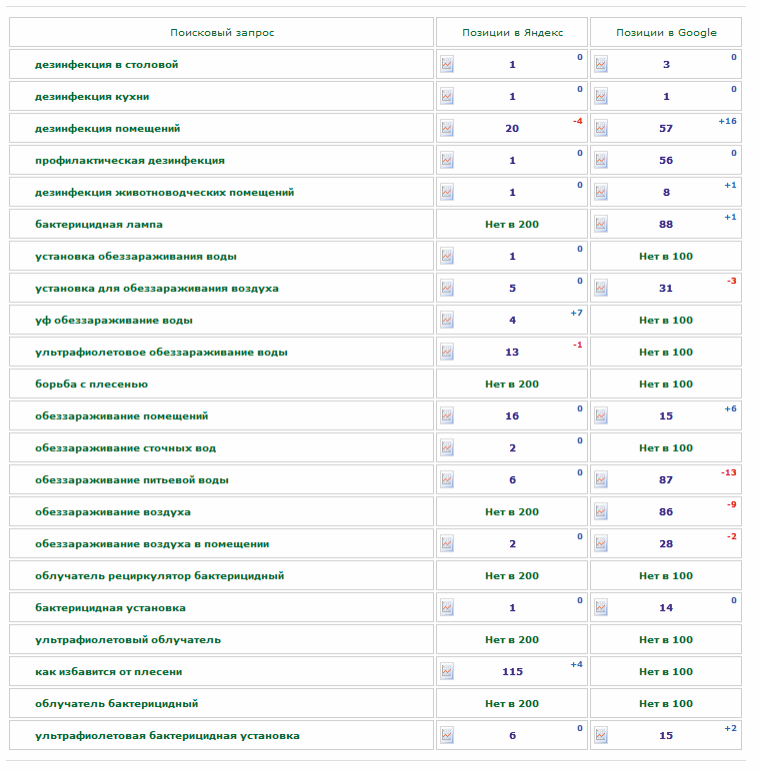 Поисковый запрос Позиции в Яндекс Позиции в Google
дезинфекция в столовой 1 0 3 0
дезинфекция кухни 1 0 1 0
дезинфекция помещений 20 -4 57 +16
профилактическая дезинфекция 1 0 56 0
дезинфекция животноводческих помещений 1 0 8 +1
бактерицидная лампа Нет в 200 88 +1
установка обеззараживания воды 1 0 Нет в 100
установка для обеззараживания воздуха 5 0 31 -3
уф обеззараживание воды 4 +7 Нет в 100
ультрафиолетовое обеззараживание воды 13 -1 Нет в 100
борьба с плесенью Нет в 200 Нет в 100
обеззараживание помещений 16 0 15 +6
обеззараживание сточных вод 2 0 Нет в 100
обеззараживание питьевой воды 6 0 87 -13
обеззараживание воздуха Нет в 200 86 -9
обеззараживание воздуха в помещении 2 0 28 -2
облучатель рециркулятор бактерицидный Нет в 200 Нет в 100
бактерицидная установка 1 0 14 0
ультрафиолетовый облучатель Нет в 200 Нет в 100
как избавится от плесени 115 +4 Нет в 100
облучатель бактерицидный Нет в 200 Нет в 100
ультрафиолетовая бактерицидная установка 6 0 15 +2